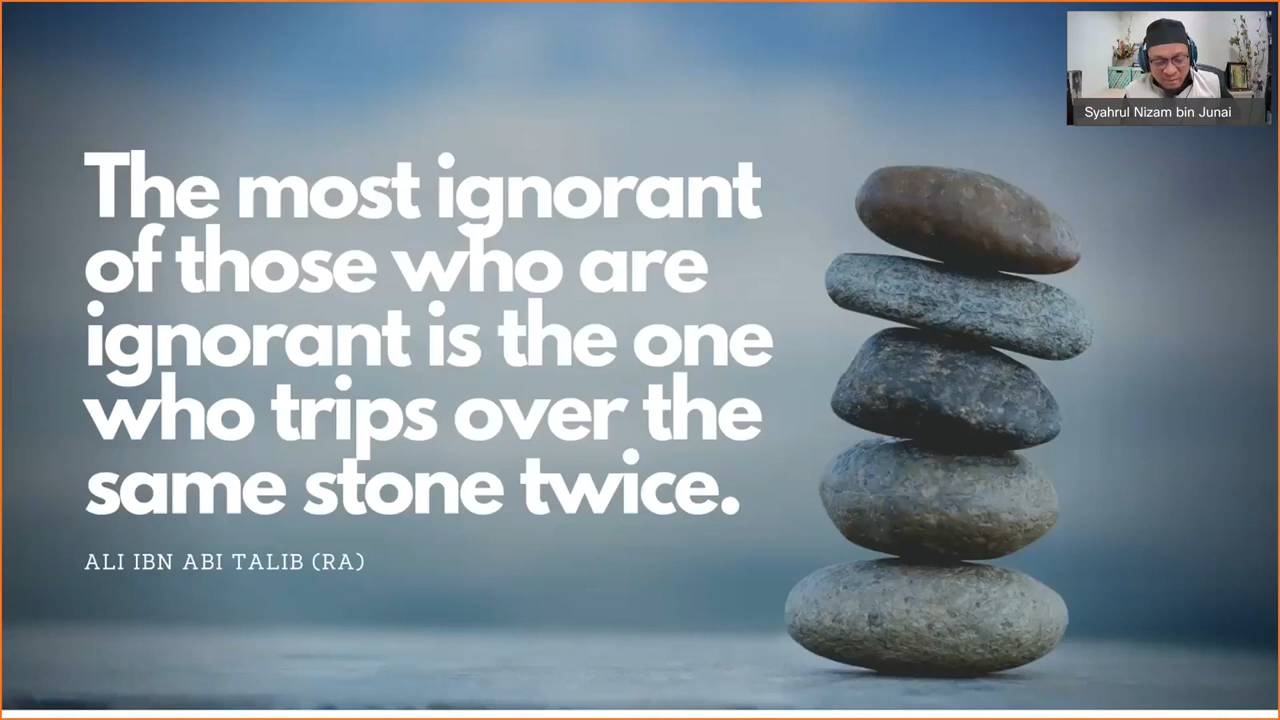 Syahrul Nizam bin Junai
The most ignorant
of those who are
ignorant is the one
who trips over the
same stone twice.
ALI IBN ABI TALIB (RA)